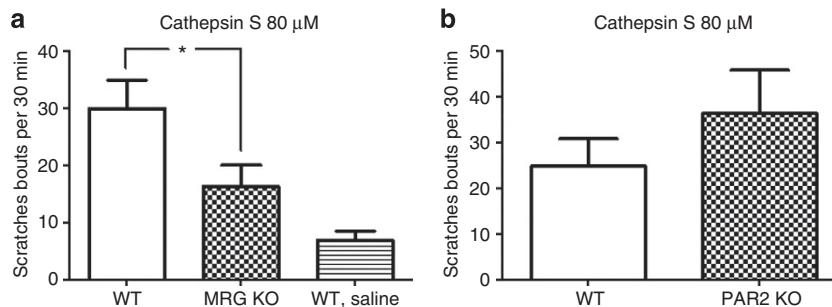 a
Cathepsin S 80 μM
Scratches bouts per 30 min
40
30
20
10
0
*
WT
MRG KO
WT, saline
b
Cathepsin S 80 μM
Scratches bouts per 30 min
50
40
30
20
10
0
WT
PAR2 KO